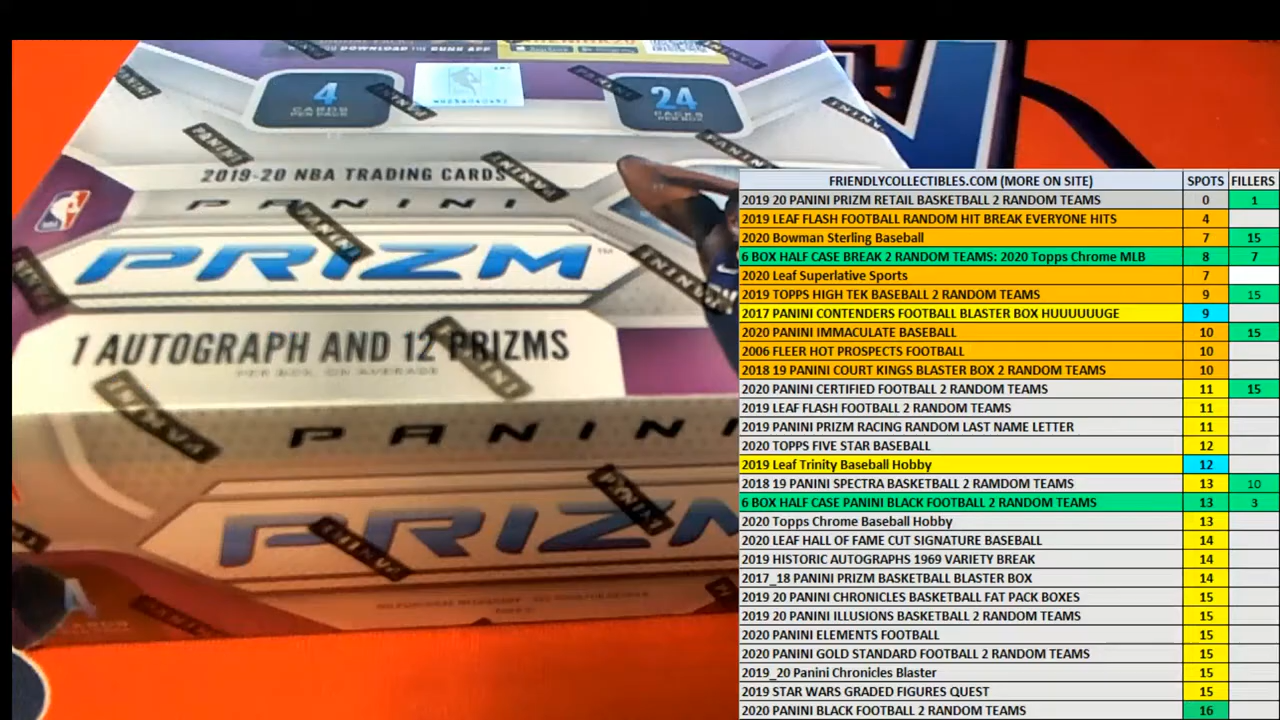 4
CARDS
PER PACK
24
PACKS
PER BOX
2019-20 NBA TRADING CARDS
PANINI
PRIZM
1 AUTOGRAPH AND 12 PRIZMS
PER BOX, ON AVERAGE
PANINI
PRIZM
FRIENDLYCOLLECTIBLES.COM (MORE ON SITE) SPOTS FILLERS
2019 20 PANINI PRIZM RETAIL BASKETBALL 2 RANDOM TEAMS 0 1
2019 LEAF FLASH FOOTBALL RANDOM HIT BREAK EVERYONE HITS 4
2020 Bowman Sterling Baseball 7 15
6 BOX HALF CASE BREAK 2 RANDOM TEAMS: 2020 Topps Chrome MLB 8 7
2020 Leaf Superlative Sports 7
2019 TOPPS HIGH TEK BASEBALL 2 RANDOM TEAMS 9 15
2017 PANINI CONTENDERS FOOTBALL BLASTER BOX HUUUUUUGE 9
2020 PANINI IMMACULATE BASEBALL 10 15
2006 FLEER HOT PROSPECTS FOOTBALL 10
2018 19 PANINI COURT KINGS BLASTER BOX 2 RANDOM TEAMS 10
2020 PANINI CERTIFIED FOOTBALL 2 RANDOM TEAMS 11 15
2019 LEAF FLASH FOOTBALL 2 RANDOM TEAMS 11
2019 PANINI PRIZM RACING RANDOM LAST NAME LETTER 11
2020 TOPPS FIVE STAR BASEBALL 12
2019 Leaf Trinity Baseball Hobby 12
2018 19 PANINI SPECTRA BASKETBALL 2 RAMDOM TEAMS 13 10
6 BOX HALF CASE PANINI BLACK FOOTBALL 2 RANDOM TEAMS 13 3
2020 Topps Chrome Baseball Hobby 13
2020 LEAF HALL OF FAME CUT SIGNATURE BASEBALL 14
2019 HISTORIC AUTOGRAPHS 1969 VARIETY BREAK 14
2017_18 PANINI PRIZM BASKETBALL BLASTER BOX 14
2019 20 PANINI CHRONICLES BASKETBALL FAT PACK BOXES 15
2019 20 PANINI ILLUSIONS BASKETBALL 2 RANDOM TEAMS 15
2020 PANINI ELEMENTS FOOTBALL 15
2020 PANINI GOLD STANDARD FOOTBALL 2 RANDOM TEAMS 15
2019_20 Panini Chronicles Blaster 15
2019 STAR WARS GRADED FIGURES QUEST 15
2020 PANINI BLACK FOOTBALL 2 RANDOM TEAMS 16